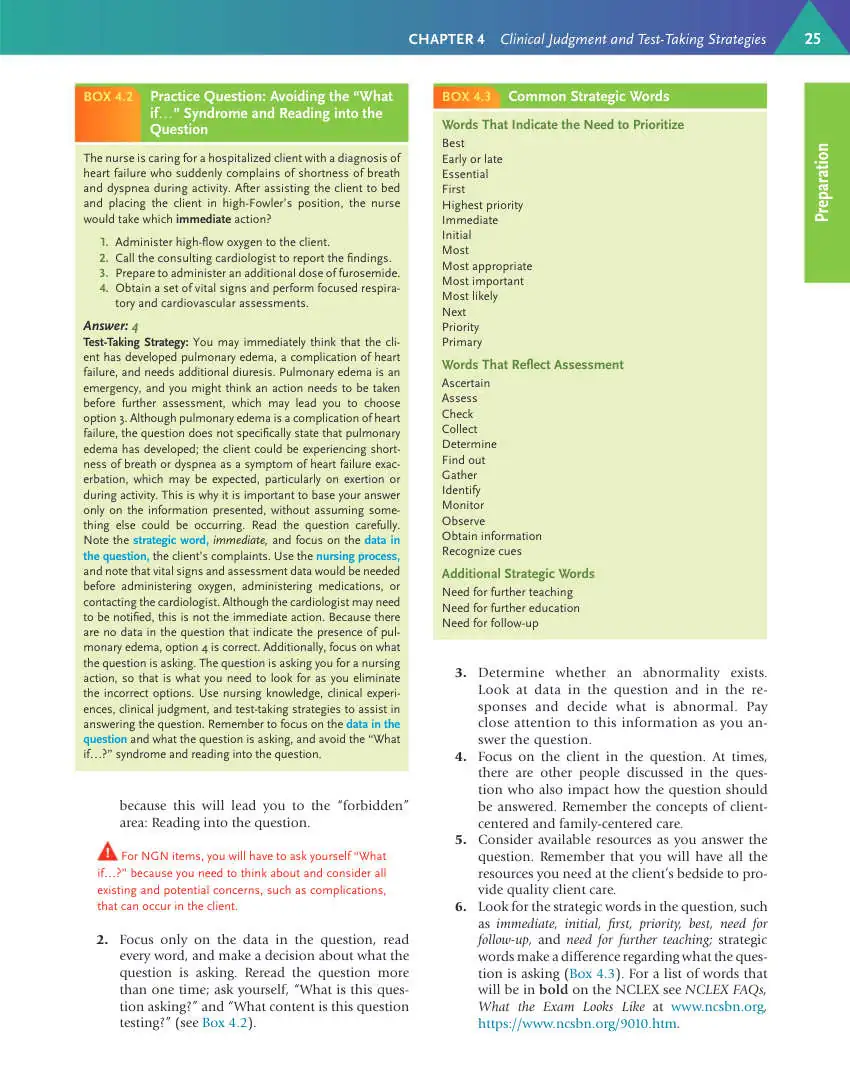 CHAPTER 4 Clinical Judgment and Test-Taking Strategies 25
Preparation
BOX 4.2 Practice Question: Avoiding the “What
if…” Syndrome and Reading into the
Question
The nurse is caring for a hospitalized client with a diagnosis of
heart failure who suddenly complains of shortness of breath
and dyspnea during activity. After assisting the client to bed
and placing the client in high-Fowler’s position, the nurse
would take which immediate action?
1. Administer high-flow oxygen to the client.
2. Call the consulting cardiologist to report the findings.
3. Prepare to administer an additional dose of furosemide.
4. Obtain a set of vital signs and perform focused respira-
tory and cardiovascular assessments.
Answer: 4
Test-Taking Strategy: You may immediately think that the cli-
ent has developed pulmonary edema, a complication of heart
failure, and needs additional diuresis. Pulmonary edema is an
emergency, and you might think an action needs to be taken
before further assessment, which may lead you to choose
option 3. Although pulmonary edema is a complication of heart
failure, the question does not specifically state that pulmonary
edema has developed; the client could be experiencing short-
ness of breath or dyspnea as a symptom of heart failure exac-
erbation, which may be expected, particularly on exertion or
during activity. This is why it is important to base your answer
only on the information presented, without assuming some-
thing else could be occurring. Read the question carefully.
Note the strategic word, immediate, and focus on the data in
the question, the client’s complaints. Use the nursing process,
and note that vital signs and assessment data would be needed
before administering oxygen, administering medications, or
contacting the cardiologist. Although the cardiologist may need
to be notified, this is not the immediate action. Because there
are no data in the question that indicate the presence of pul-
monary edema, option 4 is correct. Additionally, focus on what
the question is asking. The question is asking you for a nursing
action, so that is what you need to look for as you eliminate
the incorrect options. Use nursing knowledge, clinical experi-
ences, clinical judgment, and test-taking strategies to assist in
answering the question. Remember to focus on the data in the
question and what the question is asking, and avoid the “What
if…?” syndrome and reading into the question.
because this will lead you to the “forbidden”
area: Reading into the question.
For NGN items, you will have to ask yourself “What
if…?” because you need to think about and consider all
existing and potential concerns, such as complications,
that can occur in the client.
2. Focus only on the data in the question, read
every word, and make a decision about what the
question is asking. Reread the question more
than one time; ask yourself, “What is this ques-
tion asking?” and “What content is this question
testing?” (see Box 4.2).
BOX 4.3 Common Strategic Words
Words That Indicate the Need to Prioritize
Best
Early or late
Essential
First
Highest priority
Immediate
Initial
Most
Most appropriate
Most important
Most likely
Next
Priority
Primary
Words That Reflect Assessment
Ascertain
Assess
Check
Collect
Determine
Find out
Gather
Identify
Monitor
Observe
Obtain information
Recognize cues
Additional Strategic Words
Need for further teaching
Need for further education
Need for follow-up
3. Determine whether an abnormality exists.
Look at data in the question and in the re-
sponses and decide what is abnormal. Pay
close attention to this information as you an-
swer the question.
4. Focus on the client in the question. At times,
there are other people discussed in the ques-
tion who also impact how the question should
be answered. Remember the concepts of client-
centered and family-centered care.
5. Consider available resources as you answer the
question. Remember that you will have all the
resources you need at the client’s bedside to pro-
vide quality client care.
6. Look for the strategic words in the question, such
as immediate, initial, first, priority, best, need for
follow-up, and need for further teaching; strategic
words make a difference regarding what the ques-
tion is asking (Box 4.3). For a list of words that
will be in bold on the NCLEX see NCLEX FAQs,
What the Exam Looks Like at www.ncsbn.org,
https://www.ncsbn.org/9010.htm.